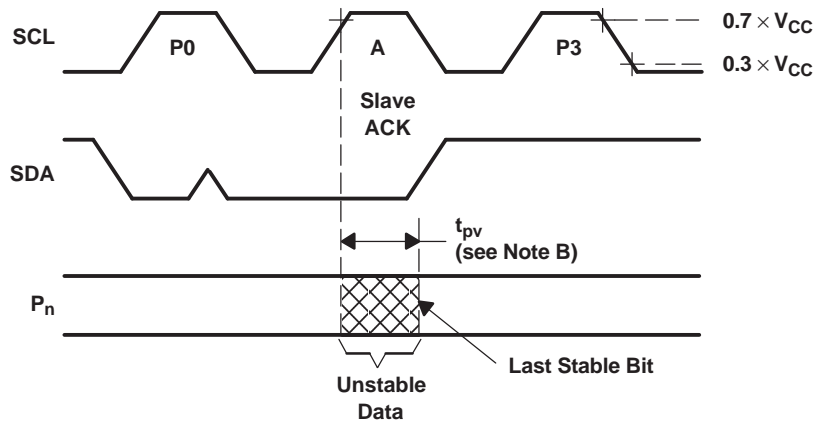 SCL
P0
A
P3
0.7 × VCC
0.3 × VCC
Slave
ACK
SDA
tpv
(see Note B)
Pn
Last Stable Bit
Unstable
Data